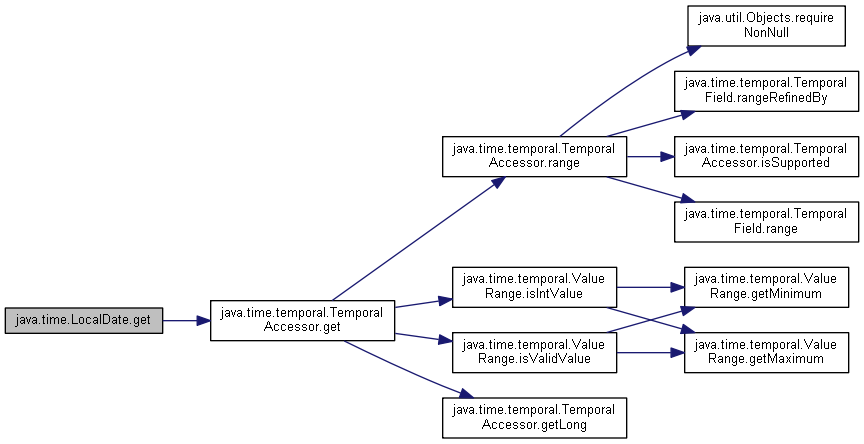 java.util.Objects.require
NonNull
java.time.temporal.Temporal
Field.rangeRefinedBy
java.time.temporal.Temporal
Accessor.range
java.time.temporal.Temporal
Accessor.isSupported
java.time.temporal.Temporal
Field.range
java.time.LocalDate.get
java.time.temporal.Temporal
Accessor.get
java.time.temporal.Value
Range.isIntValue
java.time.temporal.Value
Range.getMinimum
java.time.temporal.Value
Range.isValidValue
java.time.temporal.Value
Range.getMaximum
java.time.temporal.Temporal
Accessor.getLong